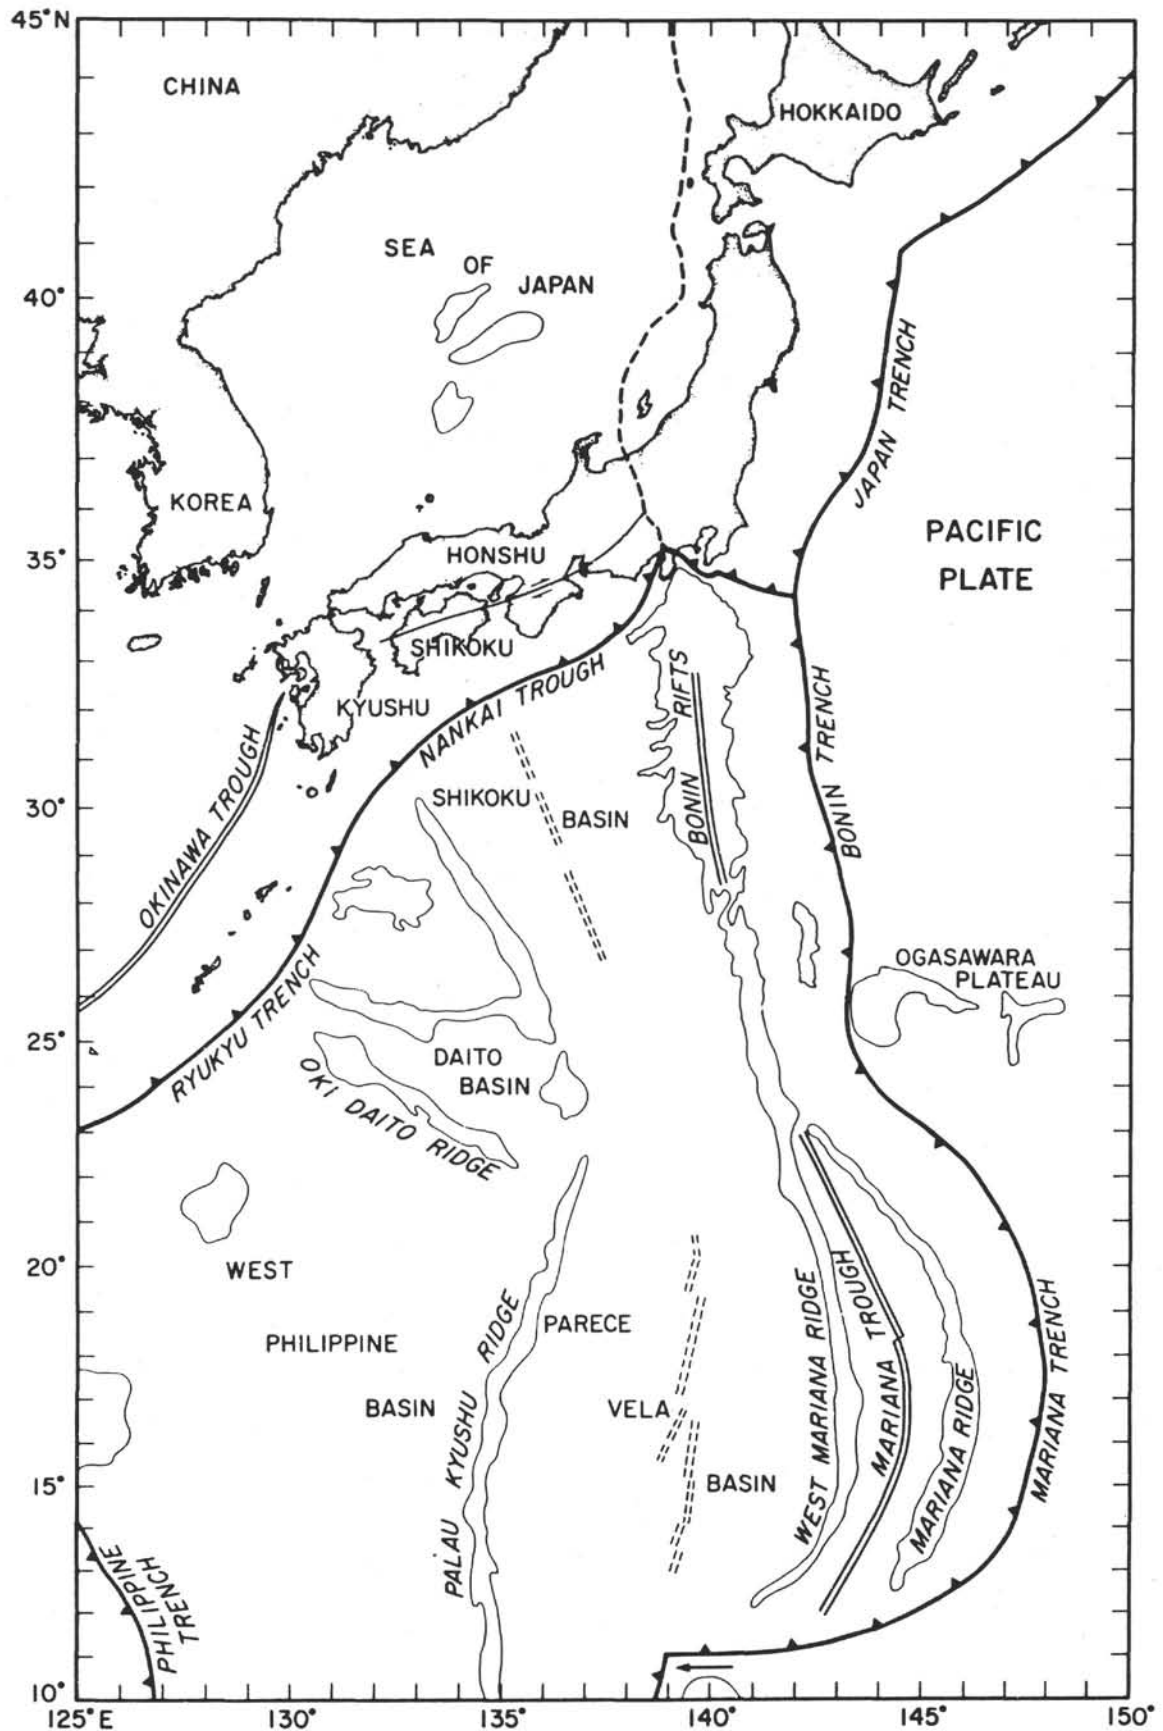 45°N
CHINA
HOKKAIDO
SEA
OF
JAPAN
40°
JAPAN TRENCH
KOREA
PACIFIC
PLATE
HONSHU
35°
SHIKOKU
KYUSHU
NANKAI TROUGH
BONIN RIFTS
BONIN TRENCH
OKINAWA TROUGH
SHIKOKU
BASIN
30°
OGASAWARA
PLATEAU
RYUKYU TRENCH
25°
DAITO
BASIN
OKI DAITO RIDGE
WEST
20°
PHILIPPINE
BASIN
PALAU KYUSHU RIDGE
PARECE
VELA
BASIN
WEST MARIANA RIDGE
MARIANA TROUGH
MARIANA RIDGE
MARIANA TRENCH
15°
PHILIPPINE
TRENCH
10°
125°E
130°
135°
140°
145°
150°